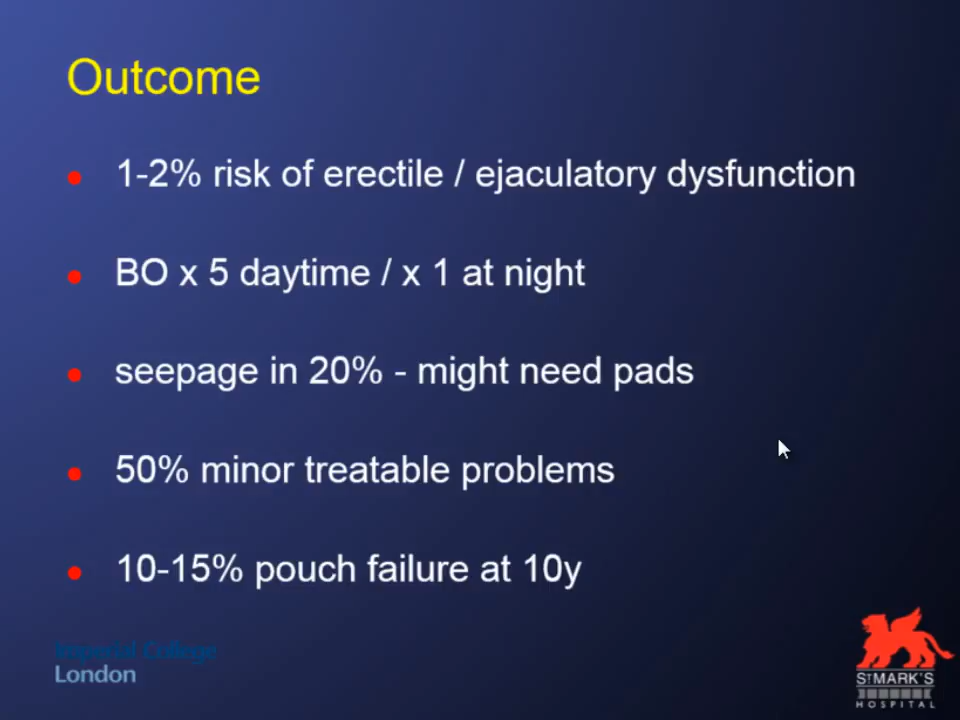 Outcome
1-2% risk of erectile / ejaculatory dysfunction
BO x 5 daytime / x 1 at night
seepage in 20% - might need pads
50% minor treatable problems
10-15% pouch failure at 10y
Imperial College
London
ST MARK'S
HOSPITAL